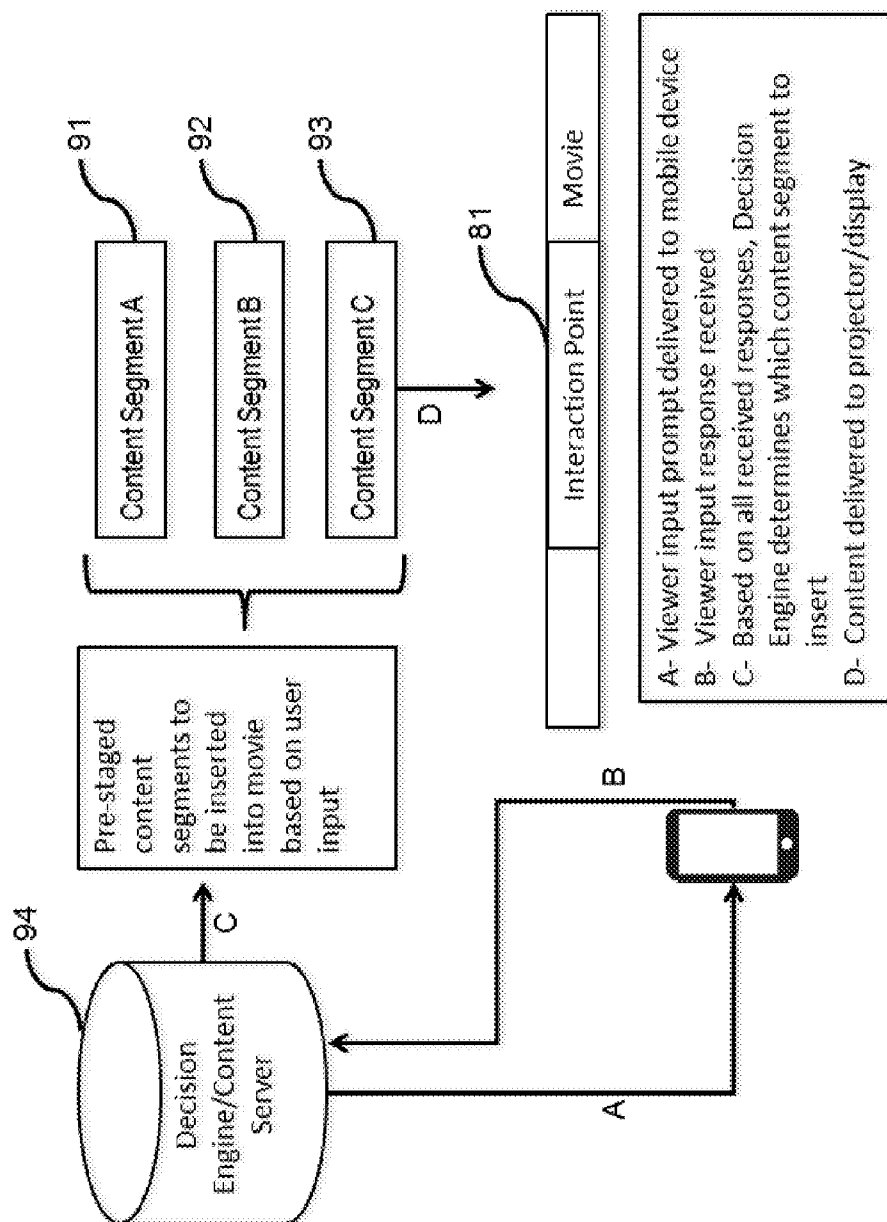 94
Decision
Engine/Content
Server
C
A
B
Pre-staged
content
segments to
be inserted
into movie
based on user
input
Content Segment A
91
Content Segment B
92
Content Segment C
93
D
81
Interaction Point
Movie
A- Viewer input prompt delivered to mobile device
B- Viewer input response received
C- Based on all received responses, Decision
Engine determines which content segment to
insert
D- Content delivered to projector/display